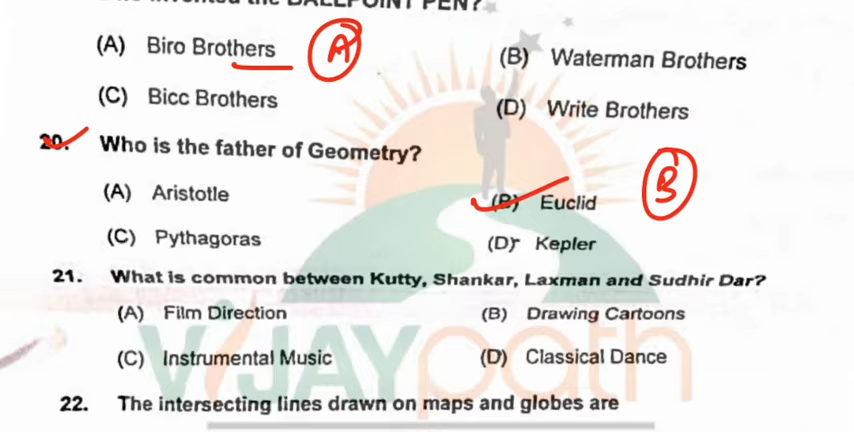 BALLPOINT PEN?
(A) Biro Brothers A (B) Waterman Brothers
(C) Bicc Brothers (D) Write Brothers
20. Who is the father of Geometry?
(A) Aristotle (B) Euclid B
(C) Pythagoras (D) Kepler
21. What is common between Kutty, Shankar, Laxman and Sudhir Dar?
(A) Film Direction (B) Drawing Cartoons
(C) Instrumental Music (D) Classical Dance
VIJAYpath
22. The intersecting lines drawn on maps and globes are